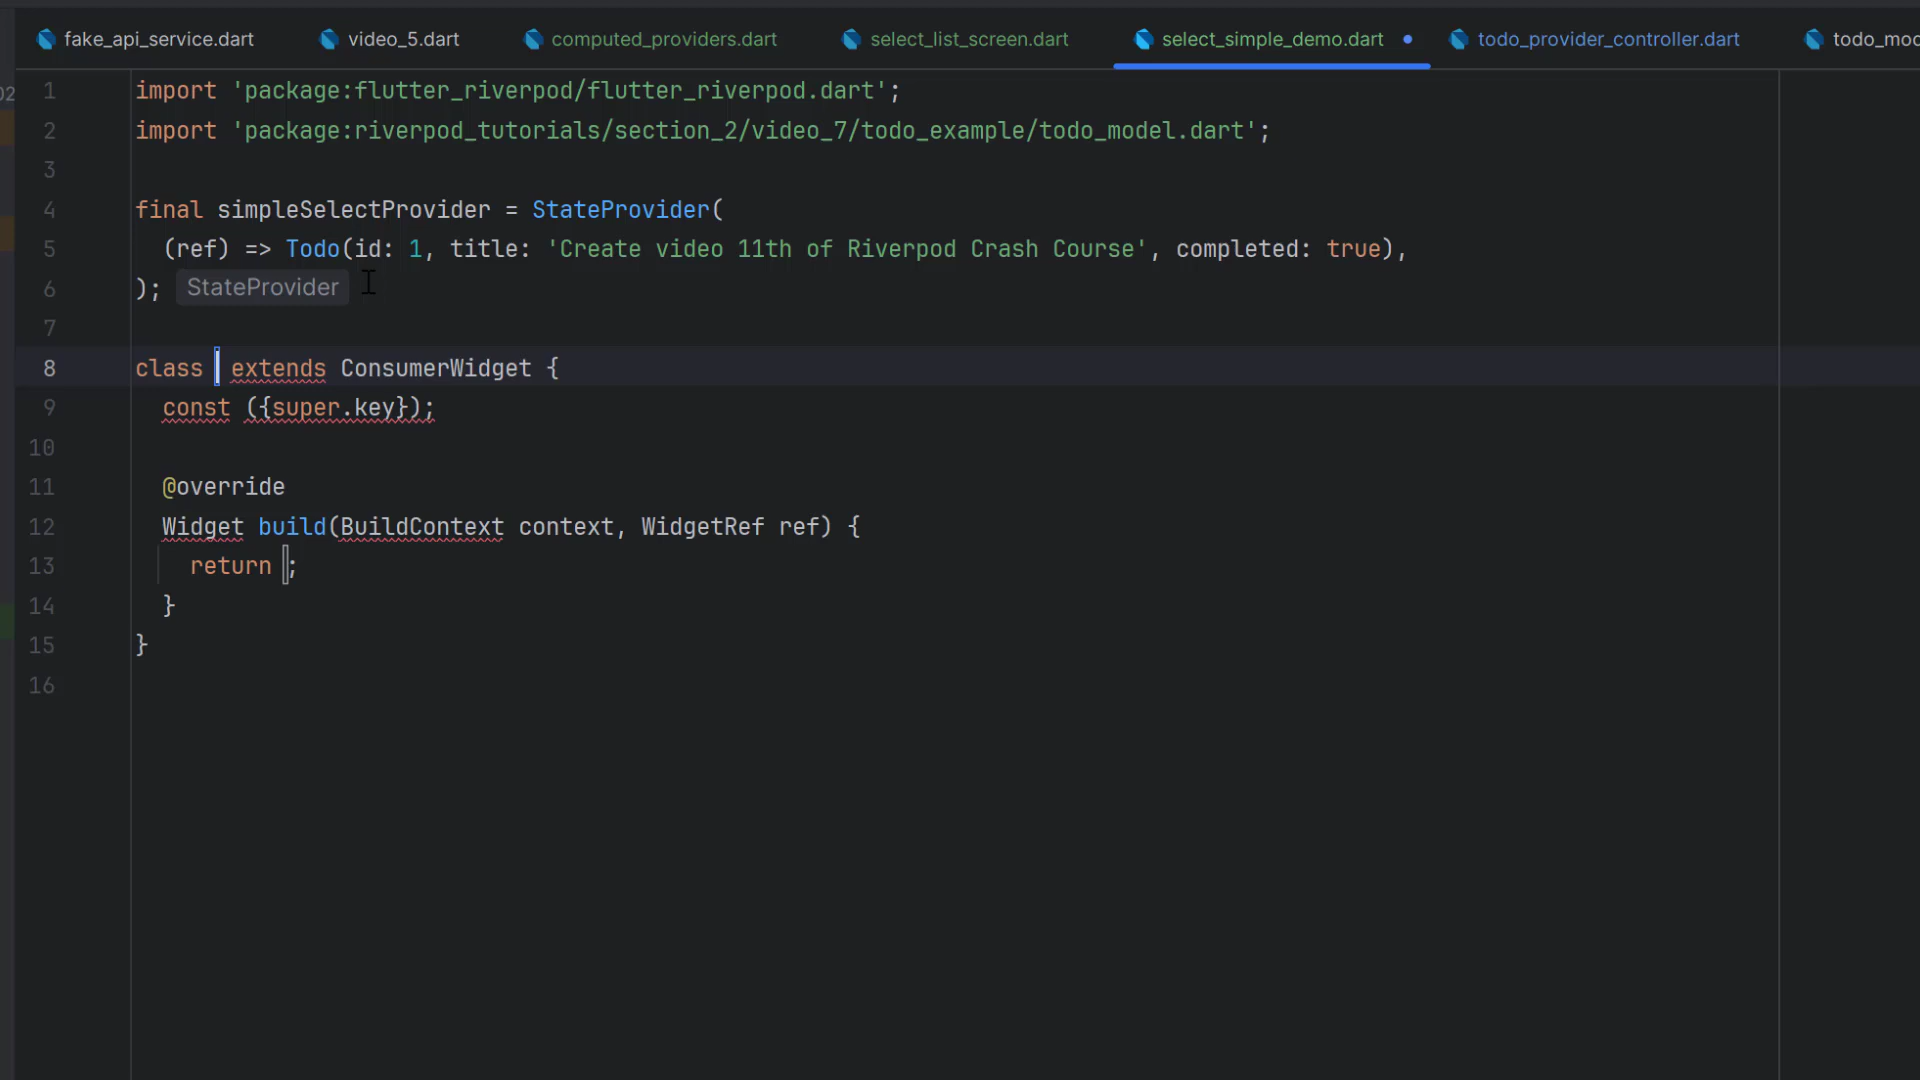 fake_api_service.dart video_5.dart computed_providers.dart select_list_screen.dart select_simple_demo.dart todo_provider_controller.dart todo_moc
02
1 import 'package:flutter_riverpod/flutter_riverpod.dart';
2 import 'package:riverpod_tutorials/section_2/video_7/todo_example/todo_model.dart';
3
4 final simpleSelectProvider = StateProvider(
5 (ref) => Todo(id: 1, title: 'Create video 11th of Riverpod Crash Course', completed: true),
6 ); StateProvider
7
8 class extends ConsumerWidget {
9 const ({super.key});
10
11 @override
12 Widget build(BuildContext context, WidgetRef ref) {
13 return ;
14 }
15 }
16